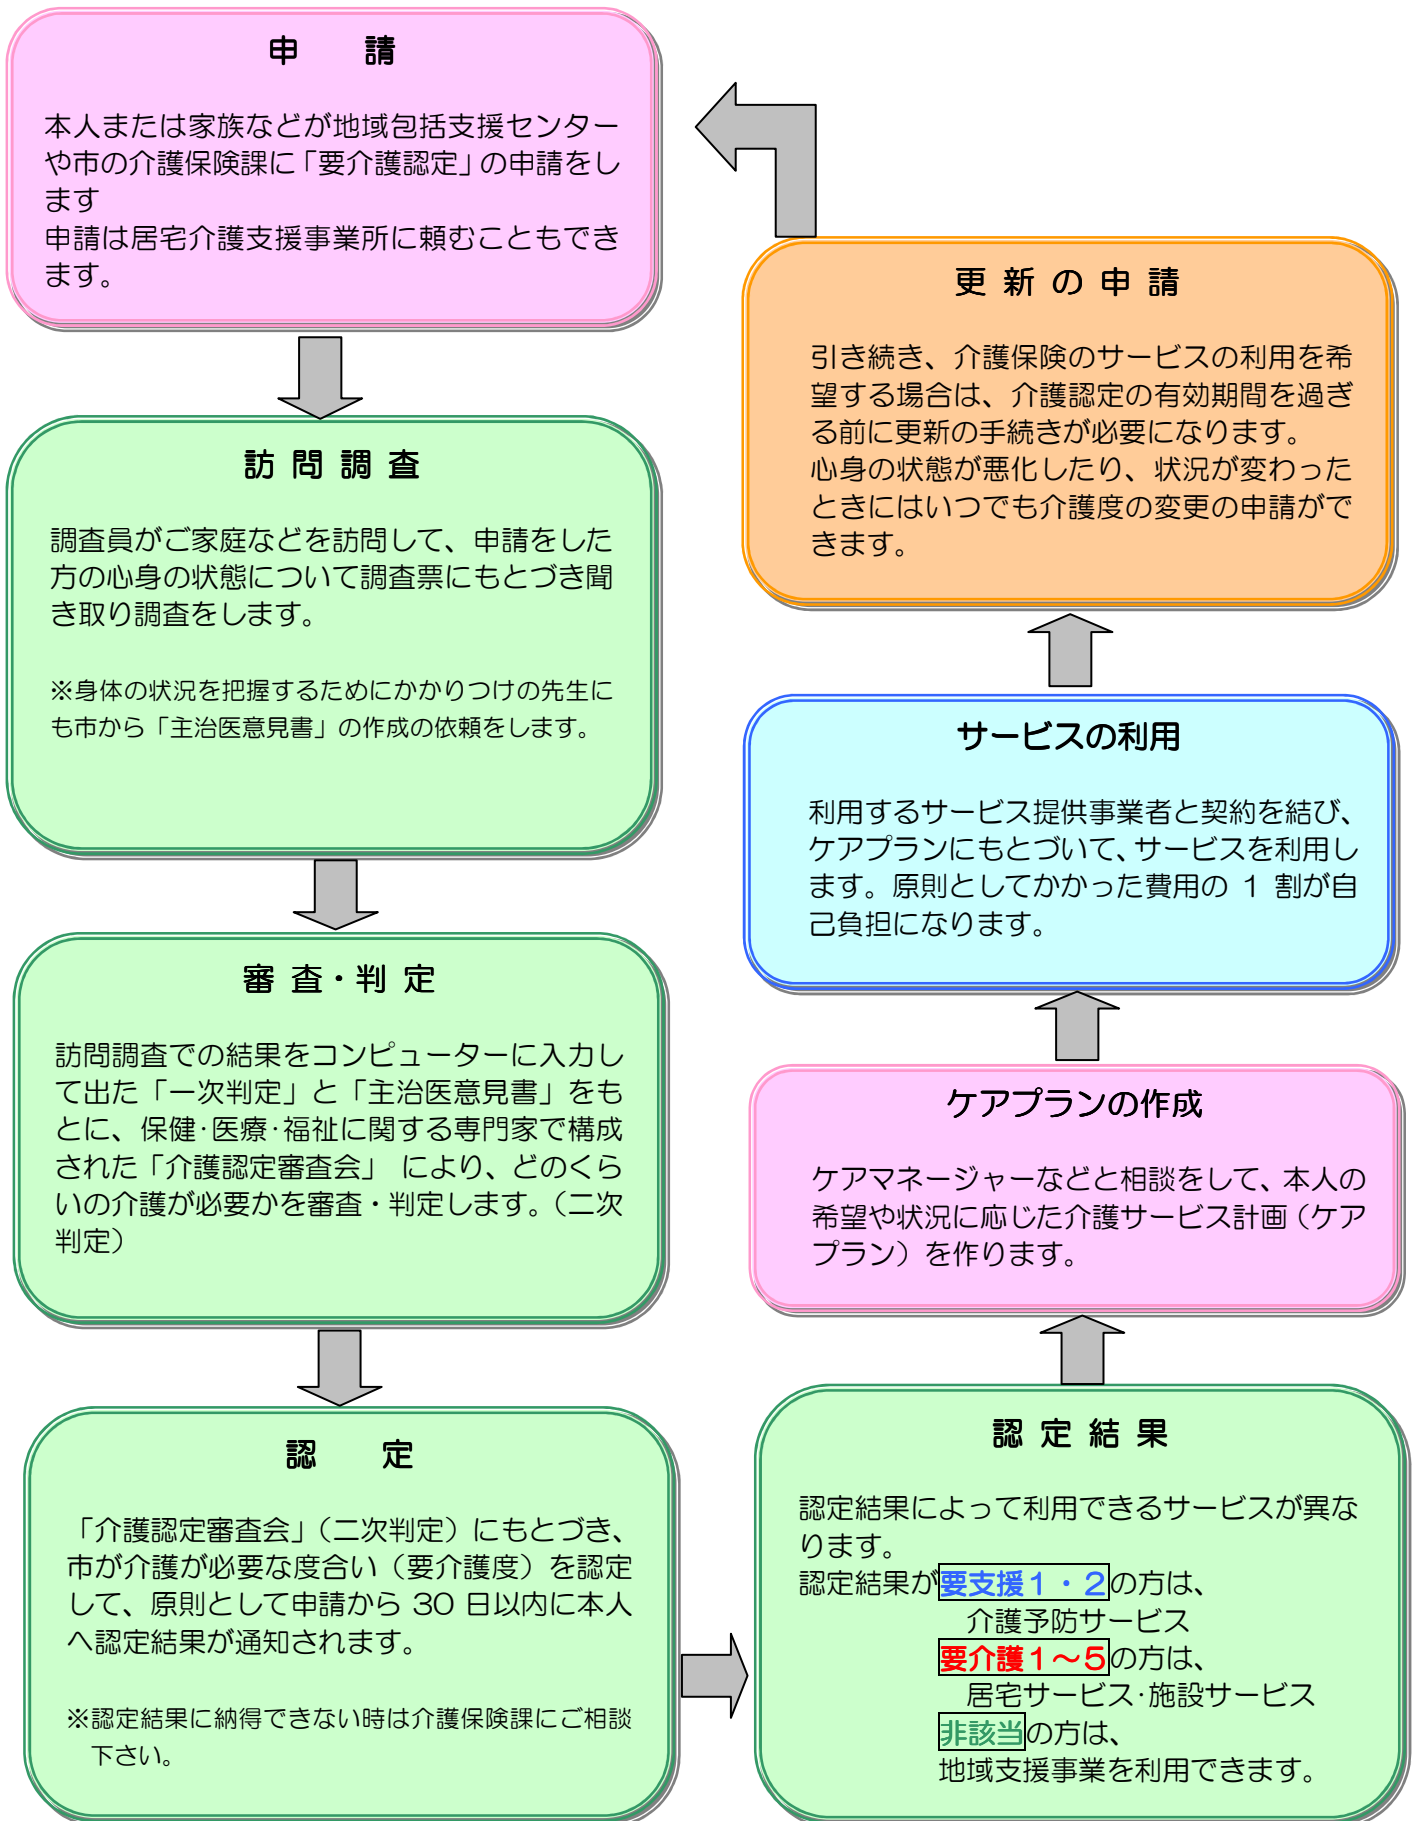 申　請
本人または家族などが地域包括支援センター
や市の介護保険課に「要介護認定」の申請をし
ます
申請は居宅介護支援事業所に頼むこともでき
ます。
訪 問 調 査
調査員がご家庭などを訪問して、申請をした
方の心身の状態について調査票にもとづき聞
き取り調査をします。
※身体の状況を把握するためにかかりつけの先生に
も市から「主治医意見書」の作成の依頼をします。
審 査・判 定
訪問調査での結果をコンピューターに入力し
て出た「一次判定」と「主治医意見書」をも
とに、保健･医療･福祉に関する専門家で構成
された「介護認定審査会」 により、どのくら
いの介護が必要かを審査・判定します。（二次
判定）
認　定
「介護認定審査会」（二次判定）にもとづき、
市が介護が必要な度合い（要介護度）を認定
して、原則として申請から 30 日以内に本人
へ認定結果が通知されます。
※認定結果に納得できない時は介護保険課にご相談
下さい。
認 定 結 果
認定結果によって利用できるサービスが異な
ります。
認定結果が要支援１・２の方は、
介護予防サービス
要介護１～５の方は、
居宅サービス･施設サービス
非該当の方は、
地域支援事業を利用できます。
ケアプランの作成
ケアマネージャーなどと相談をして、本人の
希望や状況に応じた介護サービス計画（ケア
プラン）を作ります。
サービスの利用
利用するサービス提供事業者と契約を結び、
ケアプランにもとづいて、サービスを利用し
ます。原則としてかかった費用の 1 割が自
己負担になります。
更 新 の 申 請
引き続き、介護保険のサービスの利用を希
望する場合は、介護認定の有効期間を過ぎ
る前に更新の手続きが必要になります。
心身の状態が悪化したり、状況が変わった
ときにはいつでも介護度の変更の申請がで
きます。